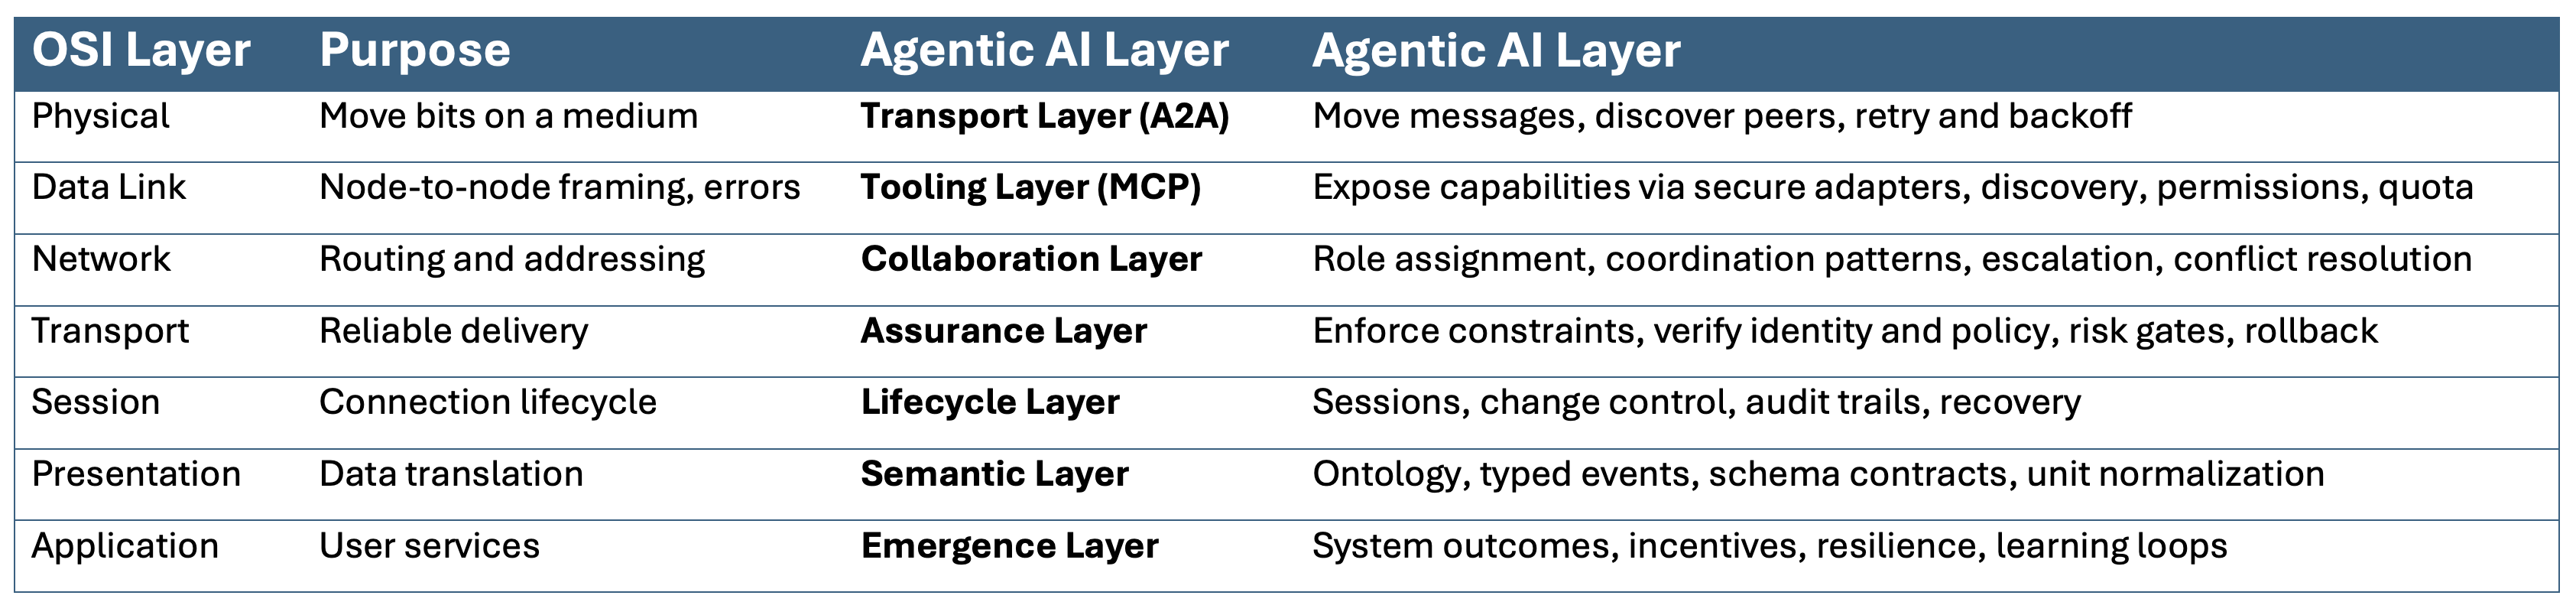 OSI Layer Purpose Agentic AI Layer Agentic AI Layer
Physical Move bits on a medium Transport Layer (A2A) Move messages, discover peers, retry and backoff
Data Link Node-to-node framing, errors Tooling Layer (MCP) Expose capabilities via secure adapters, discovery, permissions, quota
Network Routing and addressing Collaboration Layer Role assignment, coordination patterns, escalation, conflict resolution
Transport Reliable delivery Assurance Layer Enforce constraints, verify identity and policy, risk gates, rollback
Session Connection lifecycle Lifecycle Layer Sessions, change control, audit trails, recovery
Presentation Data translation Semantic Layer Ontology, typed events, schema contracts, unit normalization
Application User services Emergence Layer System outcomes, incentives, resilience, learning loops